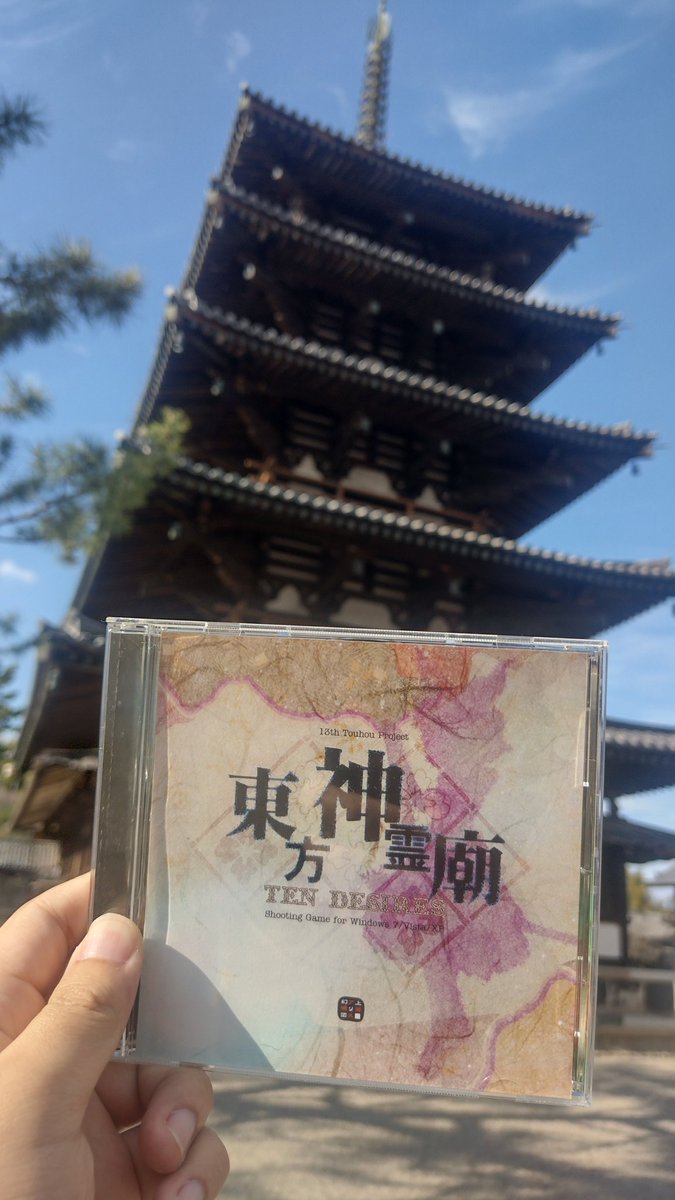 13th Touhou Project
東方神霊廟
TEN DESIRES
Shooting Game for Windows 7/Vista/XP